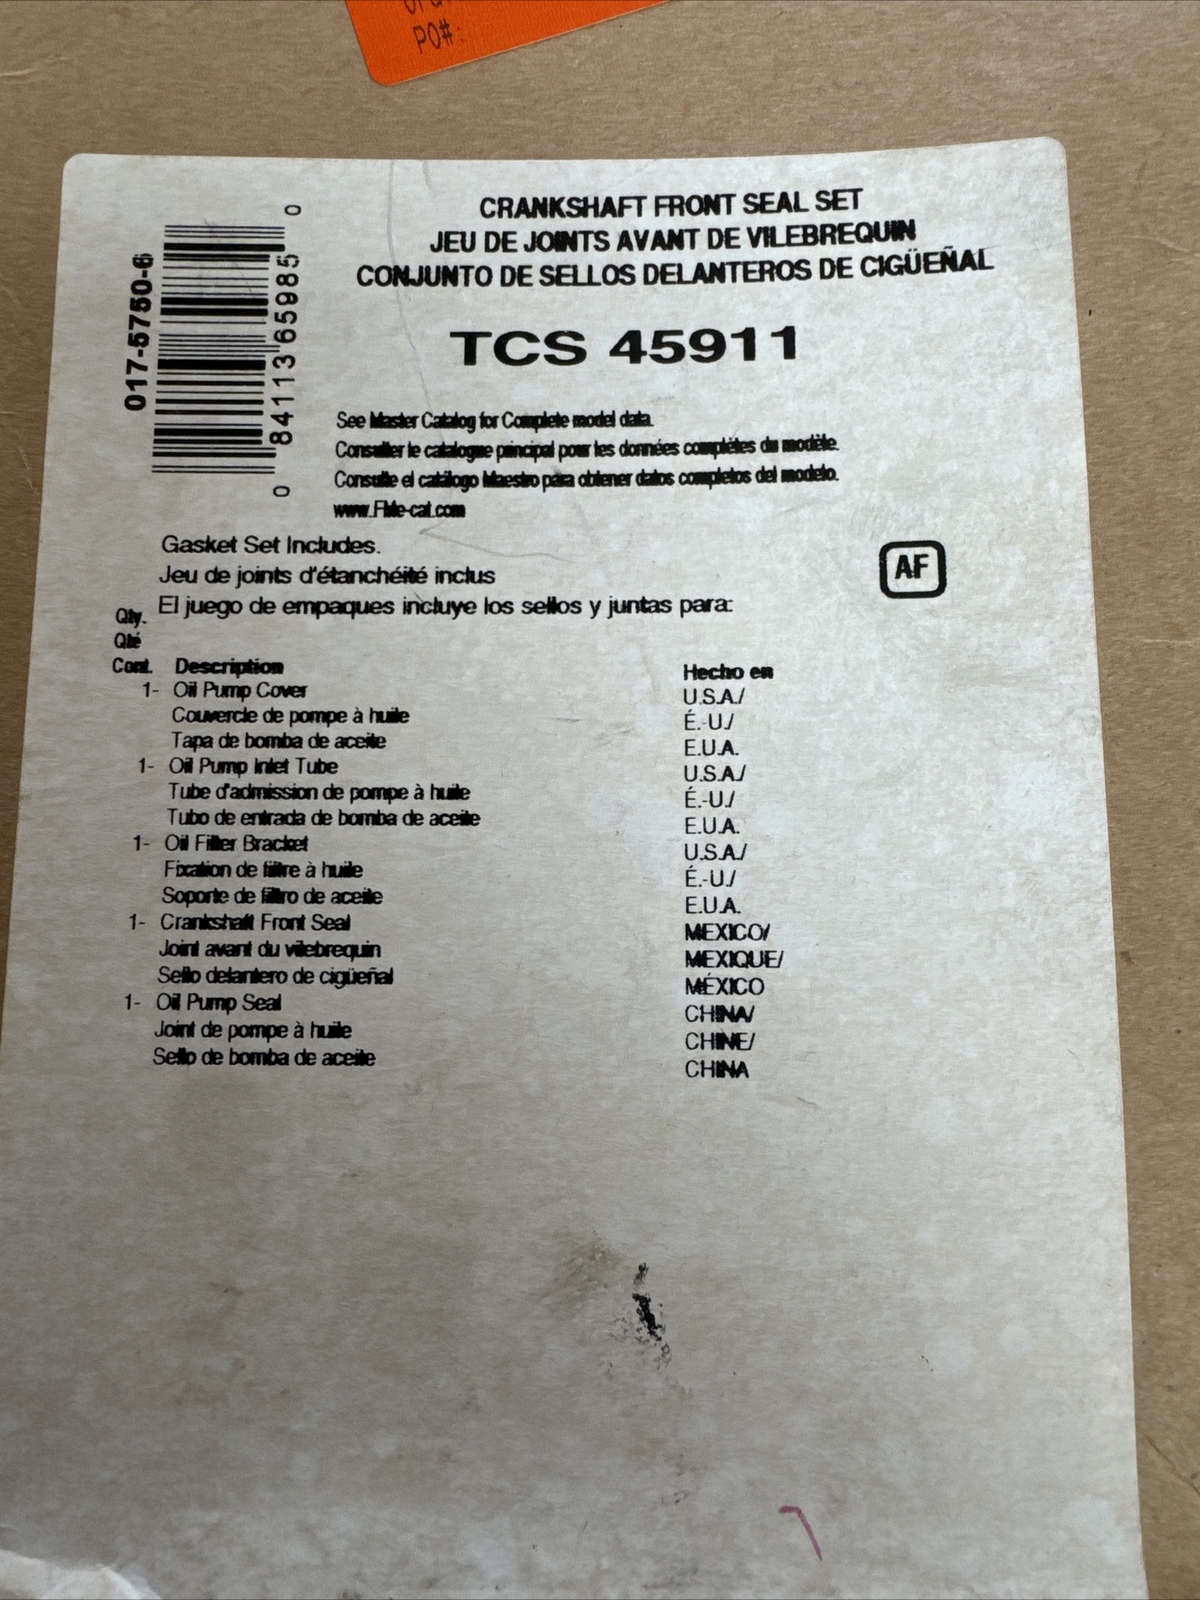 PO#:
CRANKSHAFT FRONT SEAL SET
JEU DE JOINTS AVANT DE VILEBREQUIN
CONJUNTO DE SELLOS DELANTEROS DE CIGÜEÑAL
017-5750-6
0 84113 65985 0
TCS 45911
See Master Catalog for Complete model data.
Consulter le catalogue principal pour les données complètes du modèle.
Consulte el catálogo Maestro para obtener datos completos del modelo.
www.FMe-cat.com
Gasket Set Includes.
Jeu de joints d'étanchéité inclus
El juego de empaques incluye los sellos y juntas para:
AF
Qty.
Qté
Cont. Description Hecho en
1- Oil Pump Cover U.S.A./
Couvercle de pompe à huile É.-U./
Tapa de bomba de aceite E.U.A.
1- Oil Pump Inlet Tube U.S.A./
Tube d'admission de pompe à huile É.-U./
Tubo de entrada de bomba de aceite E.U.A.
1- Oil Filter Bracket U.S.A./
Fixation de filtre à huile É.-U./
Soporte de filtro de aceite E.U.A.
1- Crankshaft Front Seal MEXICO/
Joint avant du vilebrequin MEXIQUE/
Sello delantero de cigüeñal MÉXICO
1- Oil Pump Seal CHINA/
Joint de pompe à huile CHINE/
Sello de bomba de aceite CHINA